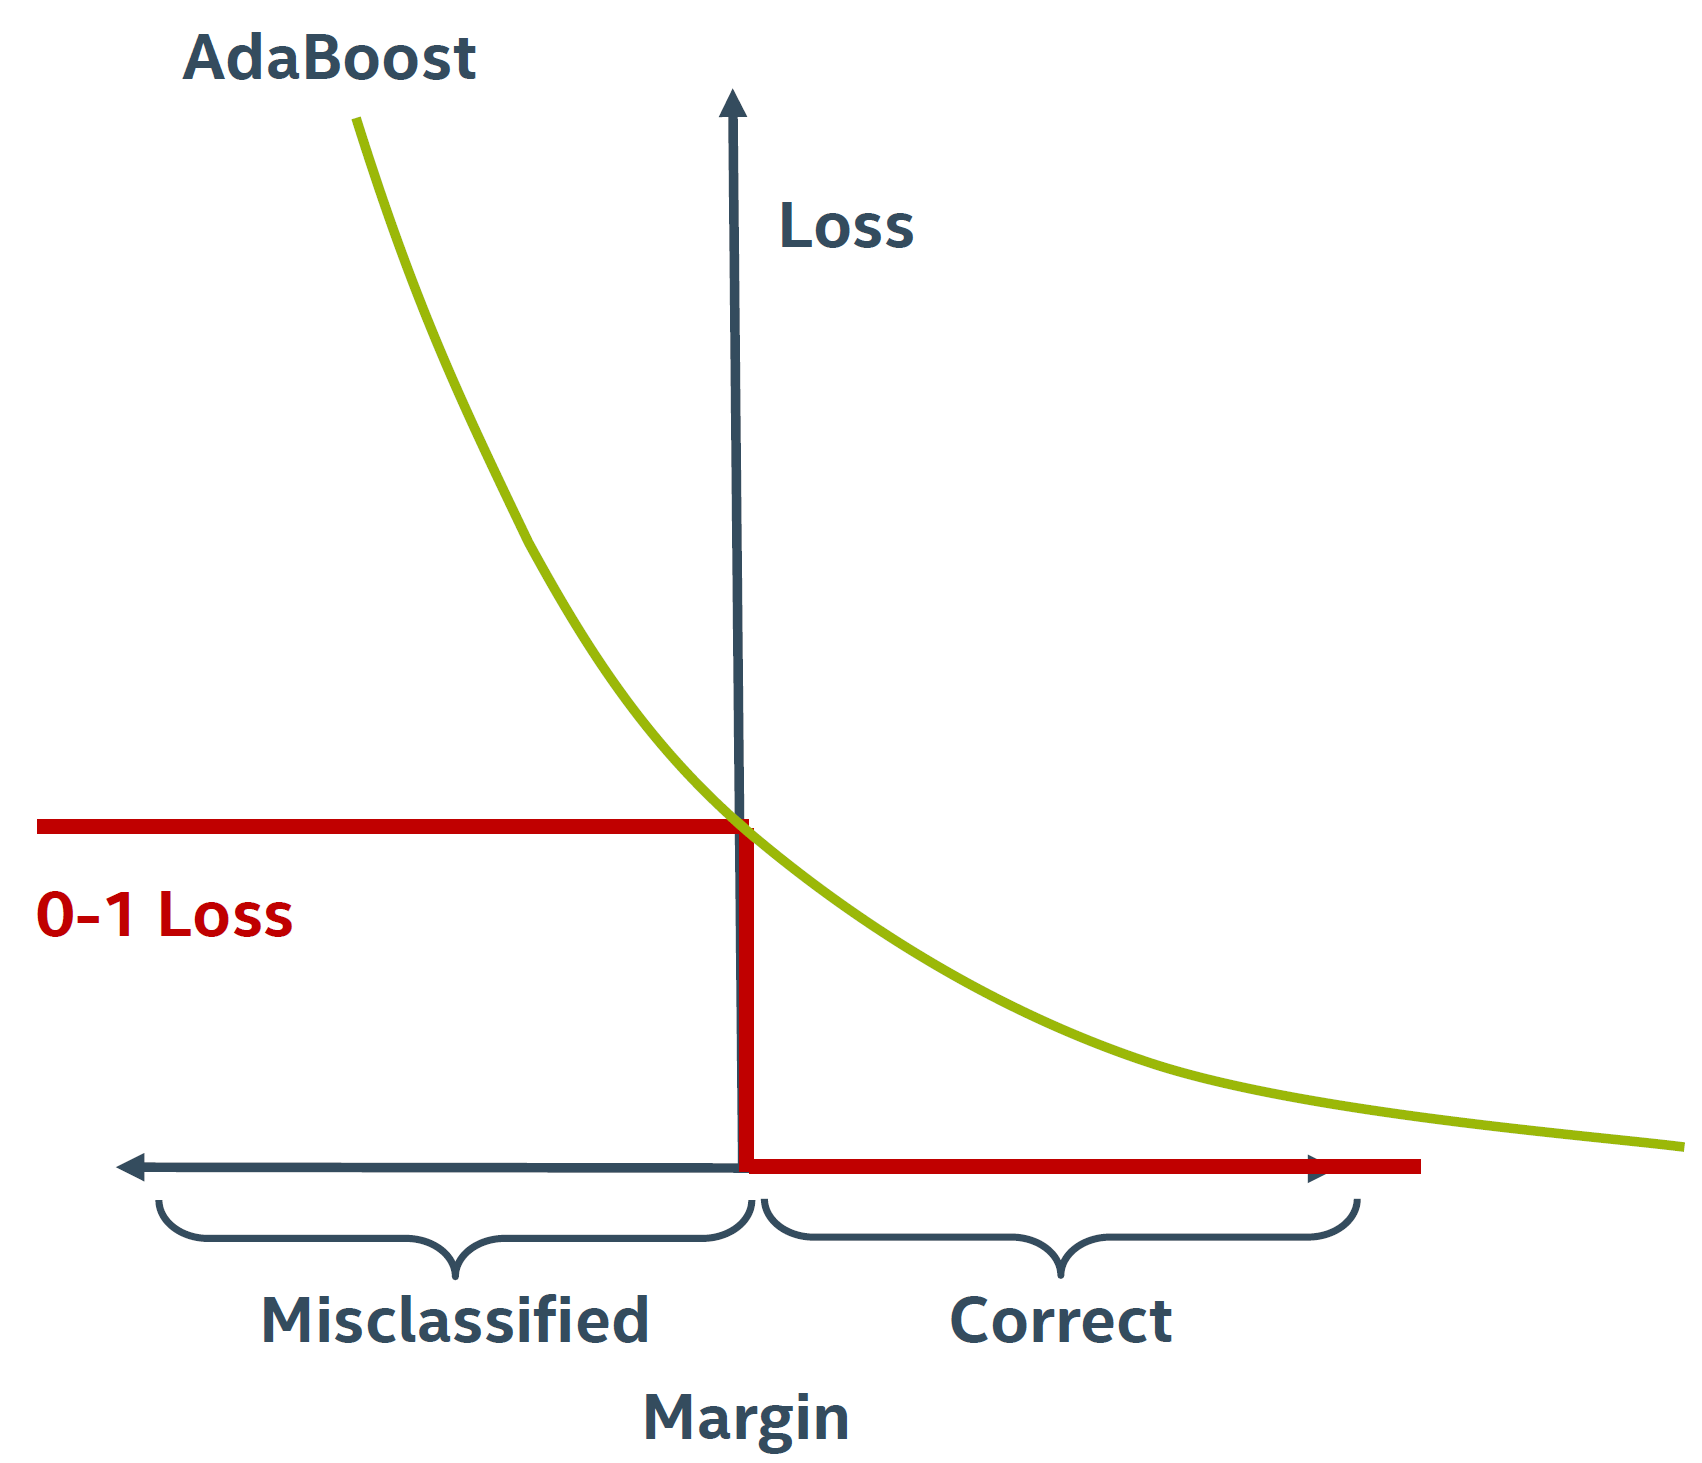 AdaBoost
Loss
0-1 Loss
Misclassified
Correct
Margin